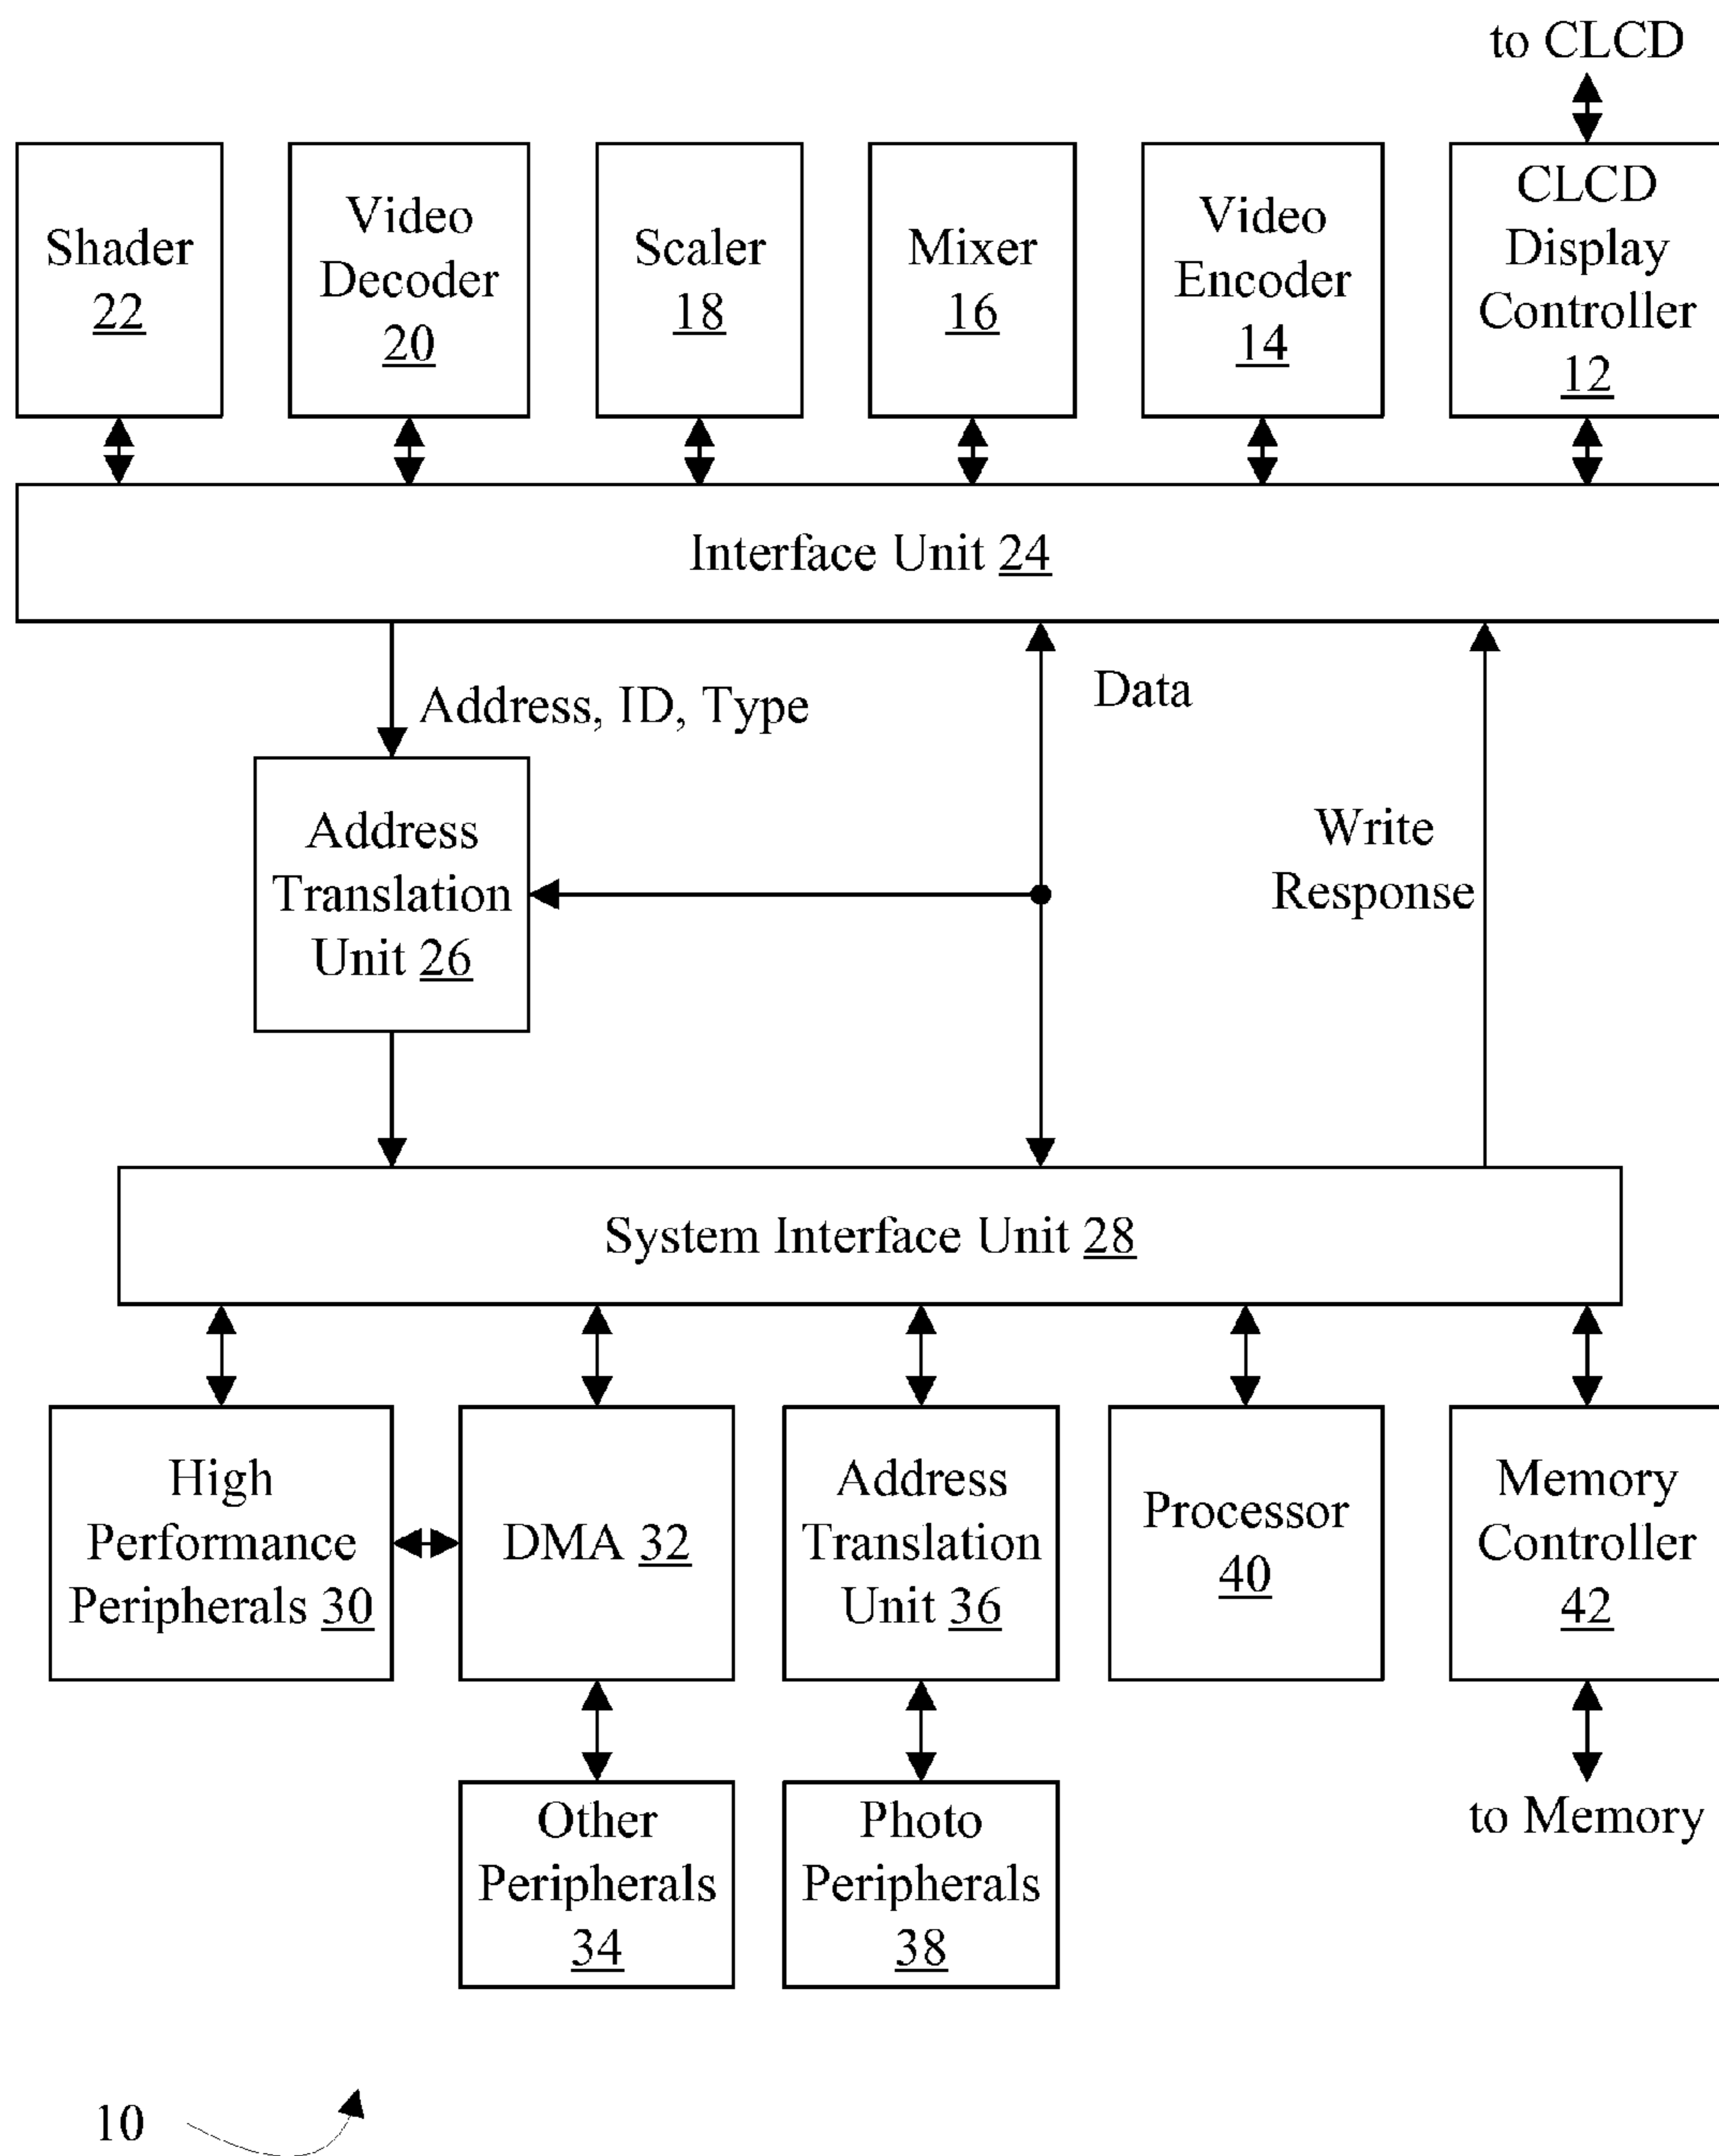 to CLCD
Shader
22
Video
Decoder
20
Scaler
18
Mixer
16
Video
Encoder
14
CLCD
Display
Controller
12
Interface Unit 24
Address, ID, Type
Data
Address
Translation
Unit 26
Write
Response
System Interface Unit 28
High
Performance
Peripherals 30
DMA 32
Address
Translation
Unit 36
Processor
40
Memory
Controller
42
Other
Peripherals
34
Photo
Peripherals
38
to Memory
10